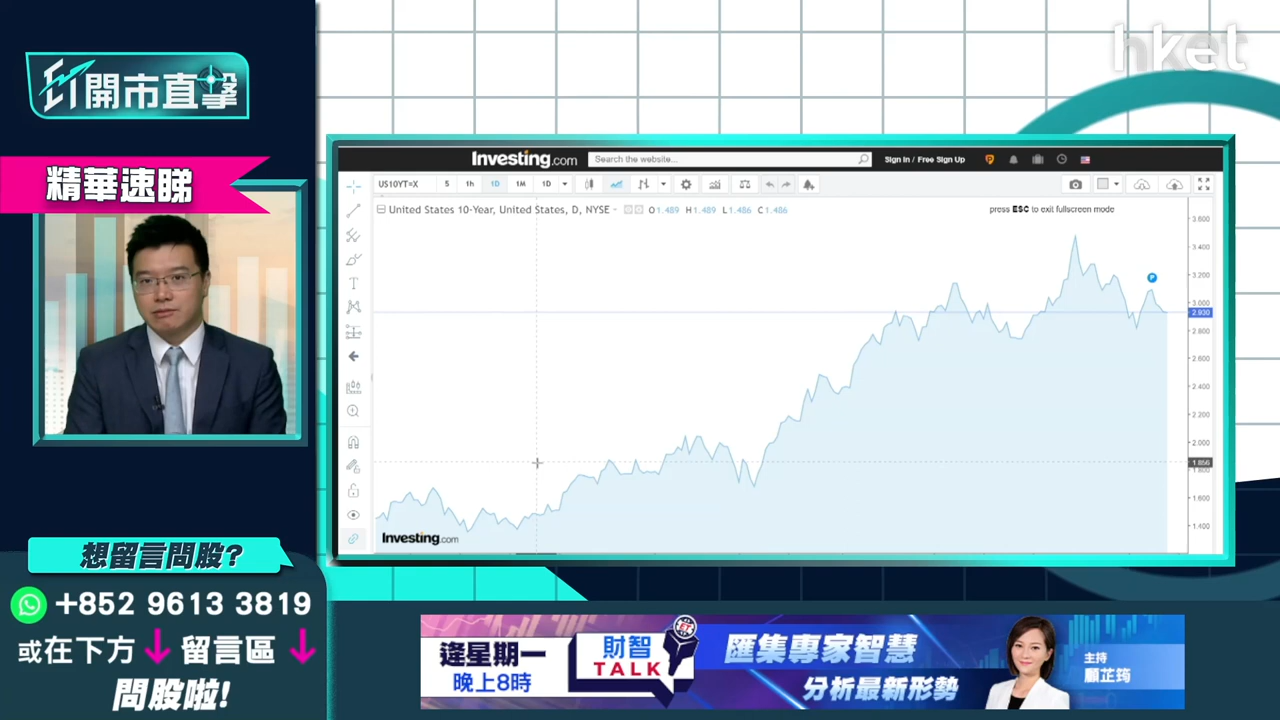 hket
ET開市直擊
精華速睇
Investing.com
Search the website...
Sign In / Free Sign Up
US10YT=X
5
1h
1D
1M
1D
United States 10-Year, United States, D, NYSE
O 1.489 H 1.489 L 1.486 C 1.486
press ESC to exit fullscreen mode
P
3.600
3.400
3.200
3.000
2.930
2.800
2.600
2.400
2.200
2.000
1.856
1.800
1.600
1.400
Investing.com
想留言問股?
+852 9613 3819
或在下方
留言區
問股啦!
逢星期一
晚上8時
財智
TALK
匯集專家智慧
分析最新形勢
主持
顧芷筠